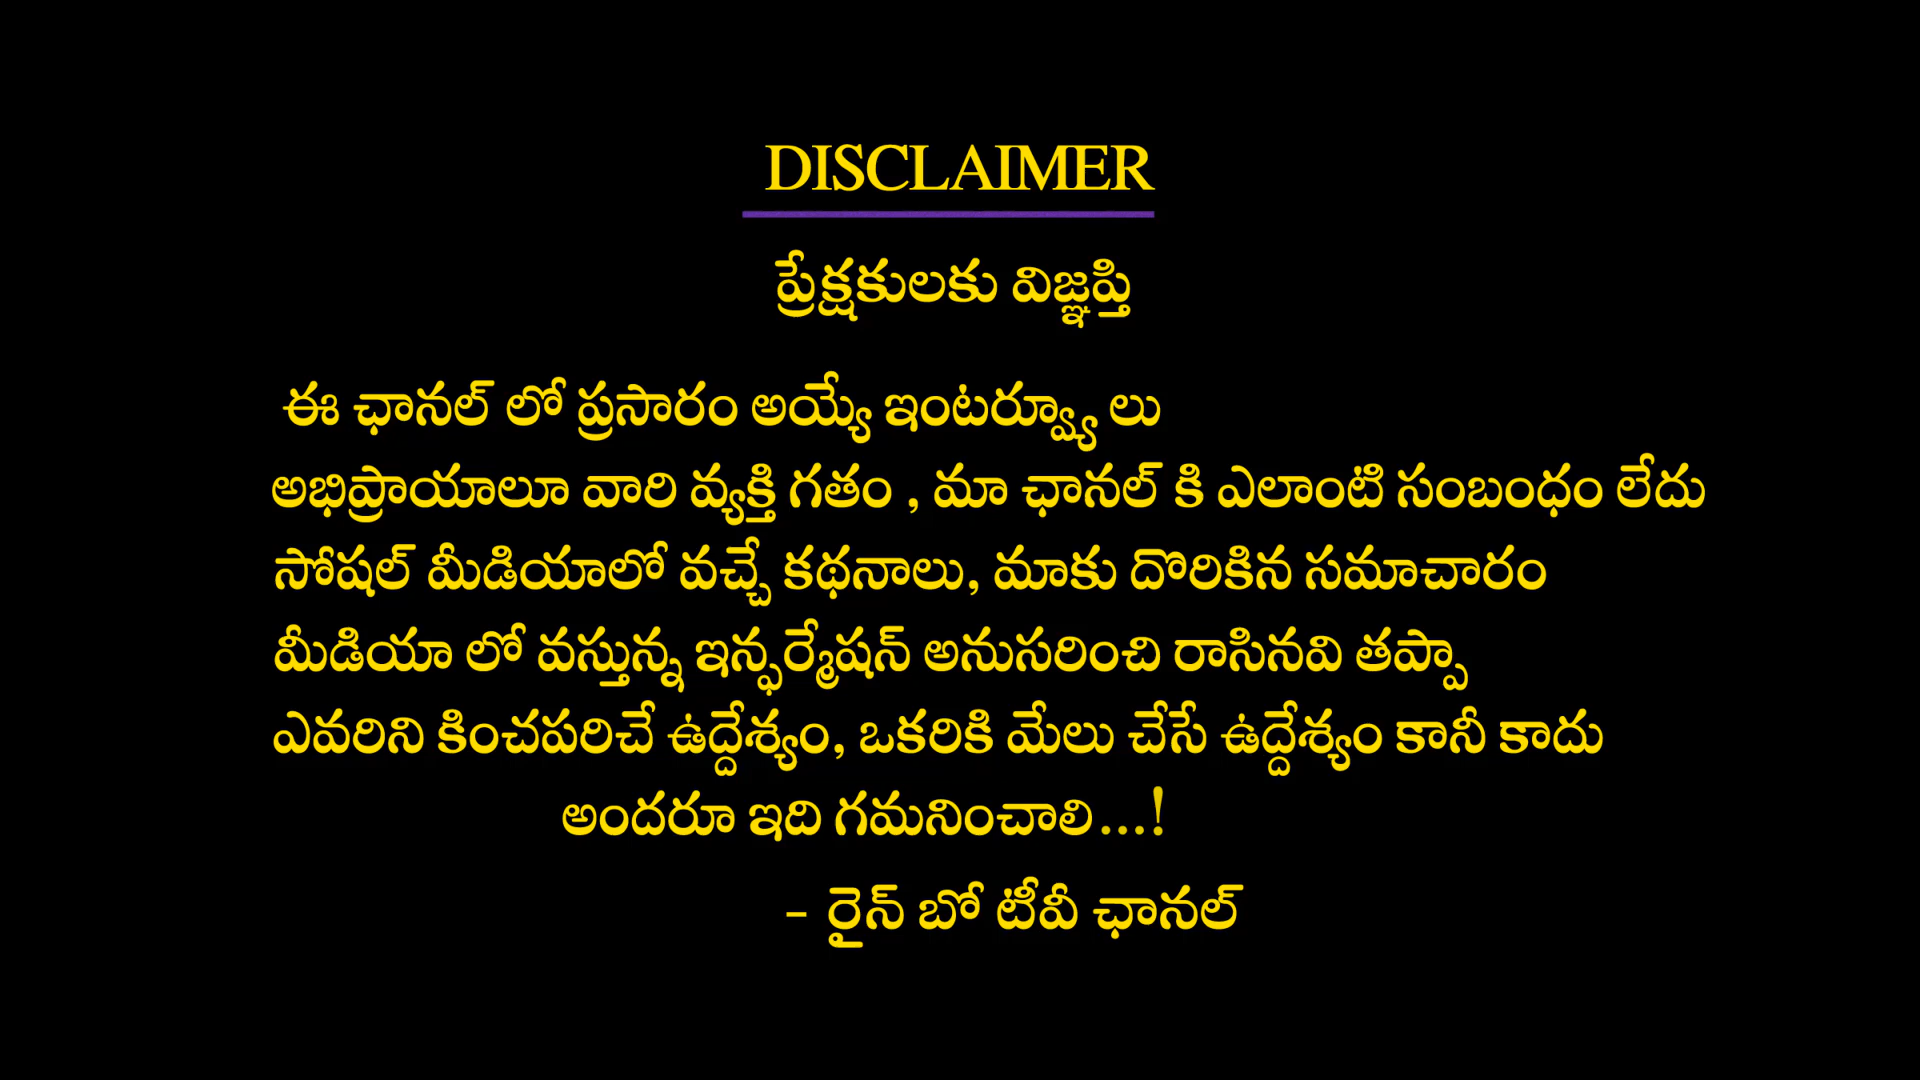 DISCLAIMER
ప్రేక్షకులకు విజ్ఞప్తి
ఈ ఛానల్ లో ప్రసారం అయ్యే ఇంటర్వ్యూ లు
అభిప్రాయాలూ వారి వ్యక్తి గతం , మా ఛానల్ కి ఎలాంటి సంబంధం లేదు
సోషల్ మీడియాలో వచ్చే కథనాలు, మాకు దొరికిన సమాచారం
మీడియా లో వస్తున్న ఇన్ఫర్మేషన్ అనుసరించి రాసినవి తప్పా
ఎవరిని కించపరిచే ఉద్దేశ్యం, ఒకరికి మేలు చేసే ఉద్దేశ్యం కానీ కాదు
అందరూ ఇది గమనించాలి...!
- రైన్ బో టీవీ ఛానల్